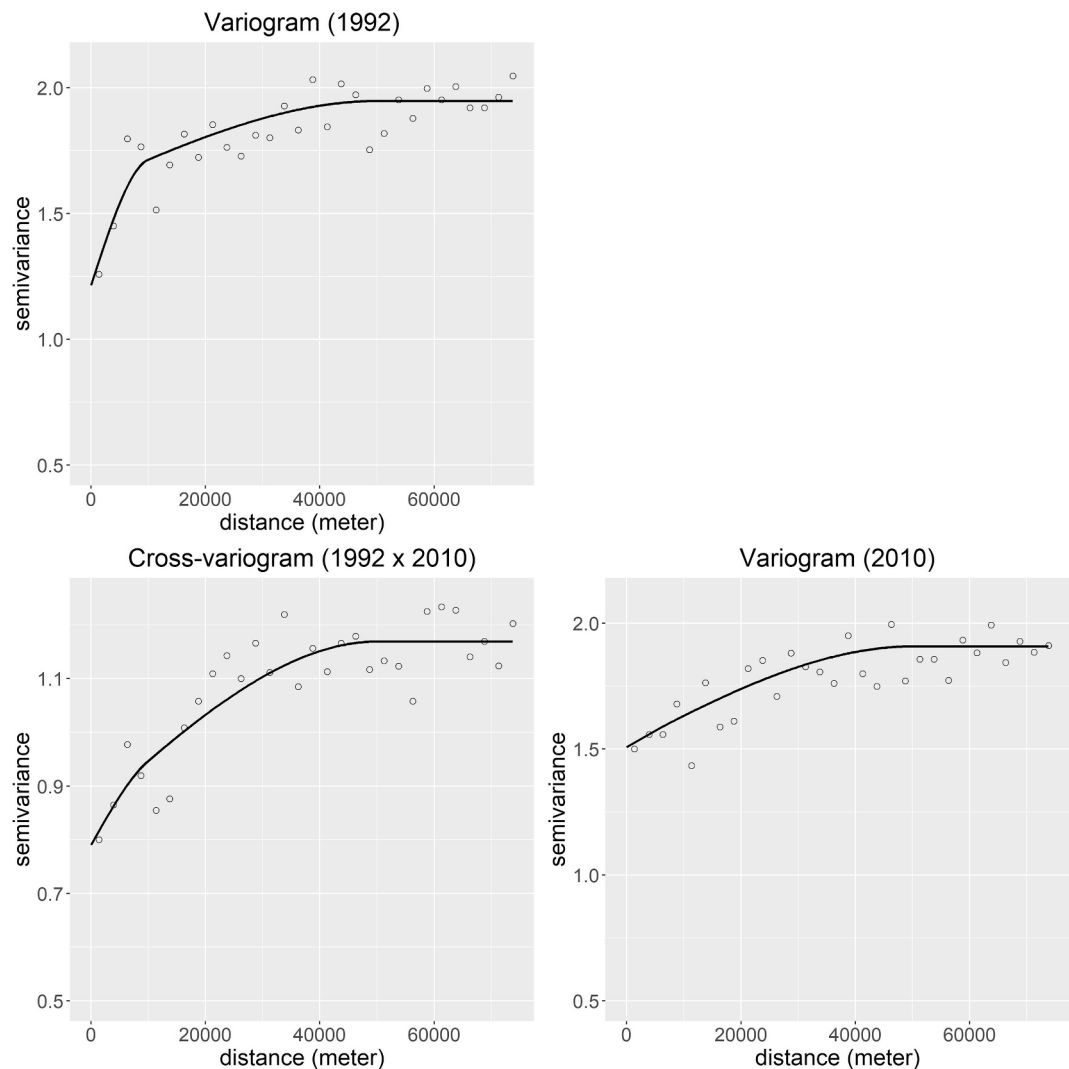 Variogram (1992)
semivariance
2.0
1.5
1.0
0.5
0 20000 40000 60000
distance (meter)
Cross-variogram (1992 x 2010)
semivariance
1.1
0.9
0.7
0.5
0 20000 40000 60000
distance (meter)
Variogram (2010)
semivariance
2.0
1.5
1.0
0.5
0 20000 40000 60000
distance (meter)